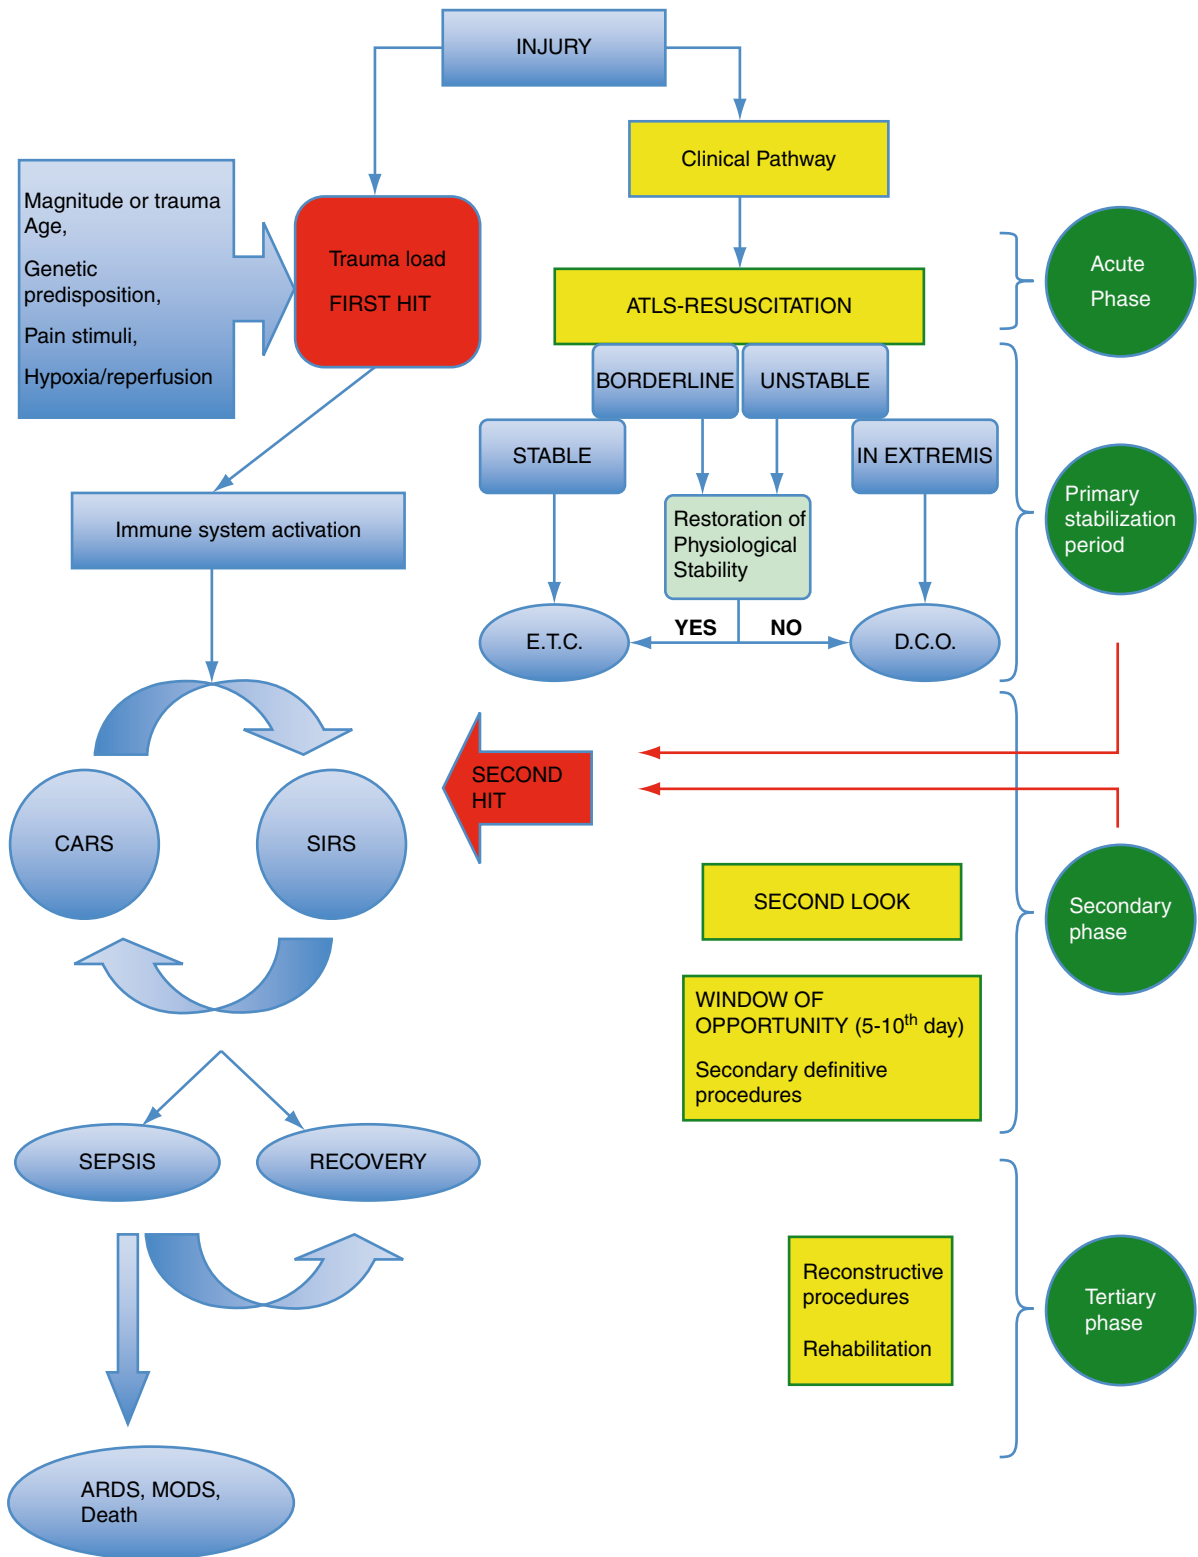 INJURY
Clinical Pathway
Magnitude or trauma
Age,
Genetic
predisposition,
Pain stimuli,
Hypoxia/reperfusion
Trauma load
FIRST HIT
ATLS-RESUSCITATION
Acute
Phase
BORDERLINE
UNSTABLE
STABLE
IN EXTREMIS
Primary
stabilization
period
Immune system activation
Restoration of
Physiological
Stability
YES
NO
E.T.C.
D.C.O.
SECOND
HIT
CARS
SIRS
SECOND LOOK
Secondary
phase
WINDOW OF
OPPORTUNITY (5-10th day)
Secondary definitive
procedures
SEPSIS
RECOVERY
Reconstructive
procedures
Rehabilitation
Tertiary
phase
ARDS, MODS,
Death